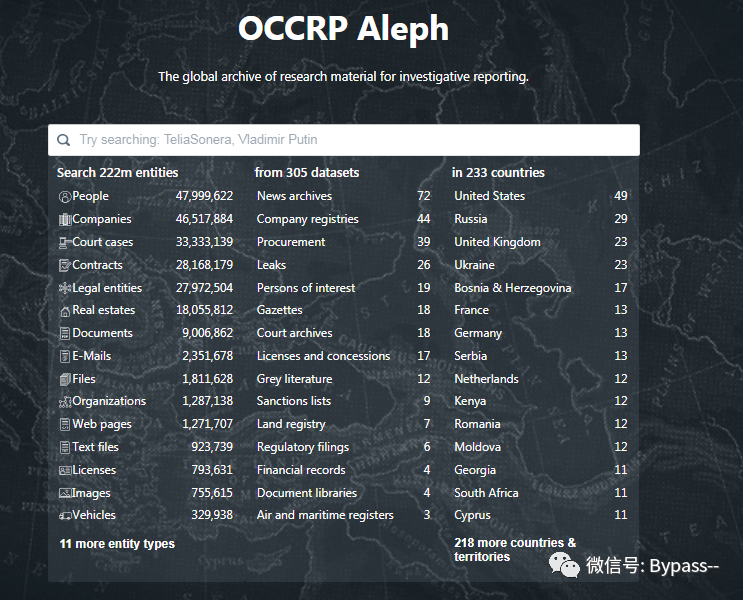 OCCRP Aleph
The global archive of research material for investigative reporting.
Try searching: TeliaSonera, Vladimir Putin
Search 222m entities
People 47,999,622
Companies 46,517,884
Court cases 33,333,139
Contracts 28,168,179
Legal entities 27,972,504
Real estates 18,055,812
Documents 9,006,862
E-Mails 2,351,678
Files 1,811,628
Organizations 1,287,138
Web pages 1,271,707
Text files 923,739
Licenses 793,631
Images 755,615
Vehicles 329,938
11 more entity types
from 305 datasets
News archives 72
Company registries 44
Procurement 39
Leaks 26
Persons of interest 19
Gazettes 18
Court archives 18
Licenses and concessions 17
Grey literature 12
Sanctions lists 9
Land registry 7
Regulatory filings 6
Financial records 4
Document libraries 4
Air and maritime registers 3
in 233 countries
United States 49
Russia 29
United Kingdom 23
Ukraine 23
Bosnia & Herzegovina 17
France 13
Germany 13
Serbia 13
Netherlands 12
Kenya 12
Romania 12
Moldova 12
Georgia 11
South Africa 11
Cyprus 11
218 more countries &
territories
微信号: Bypass--